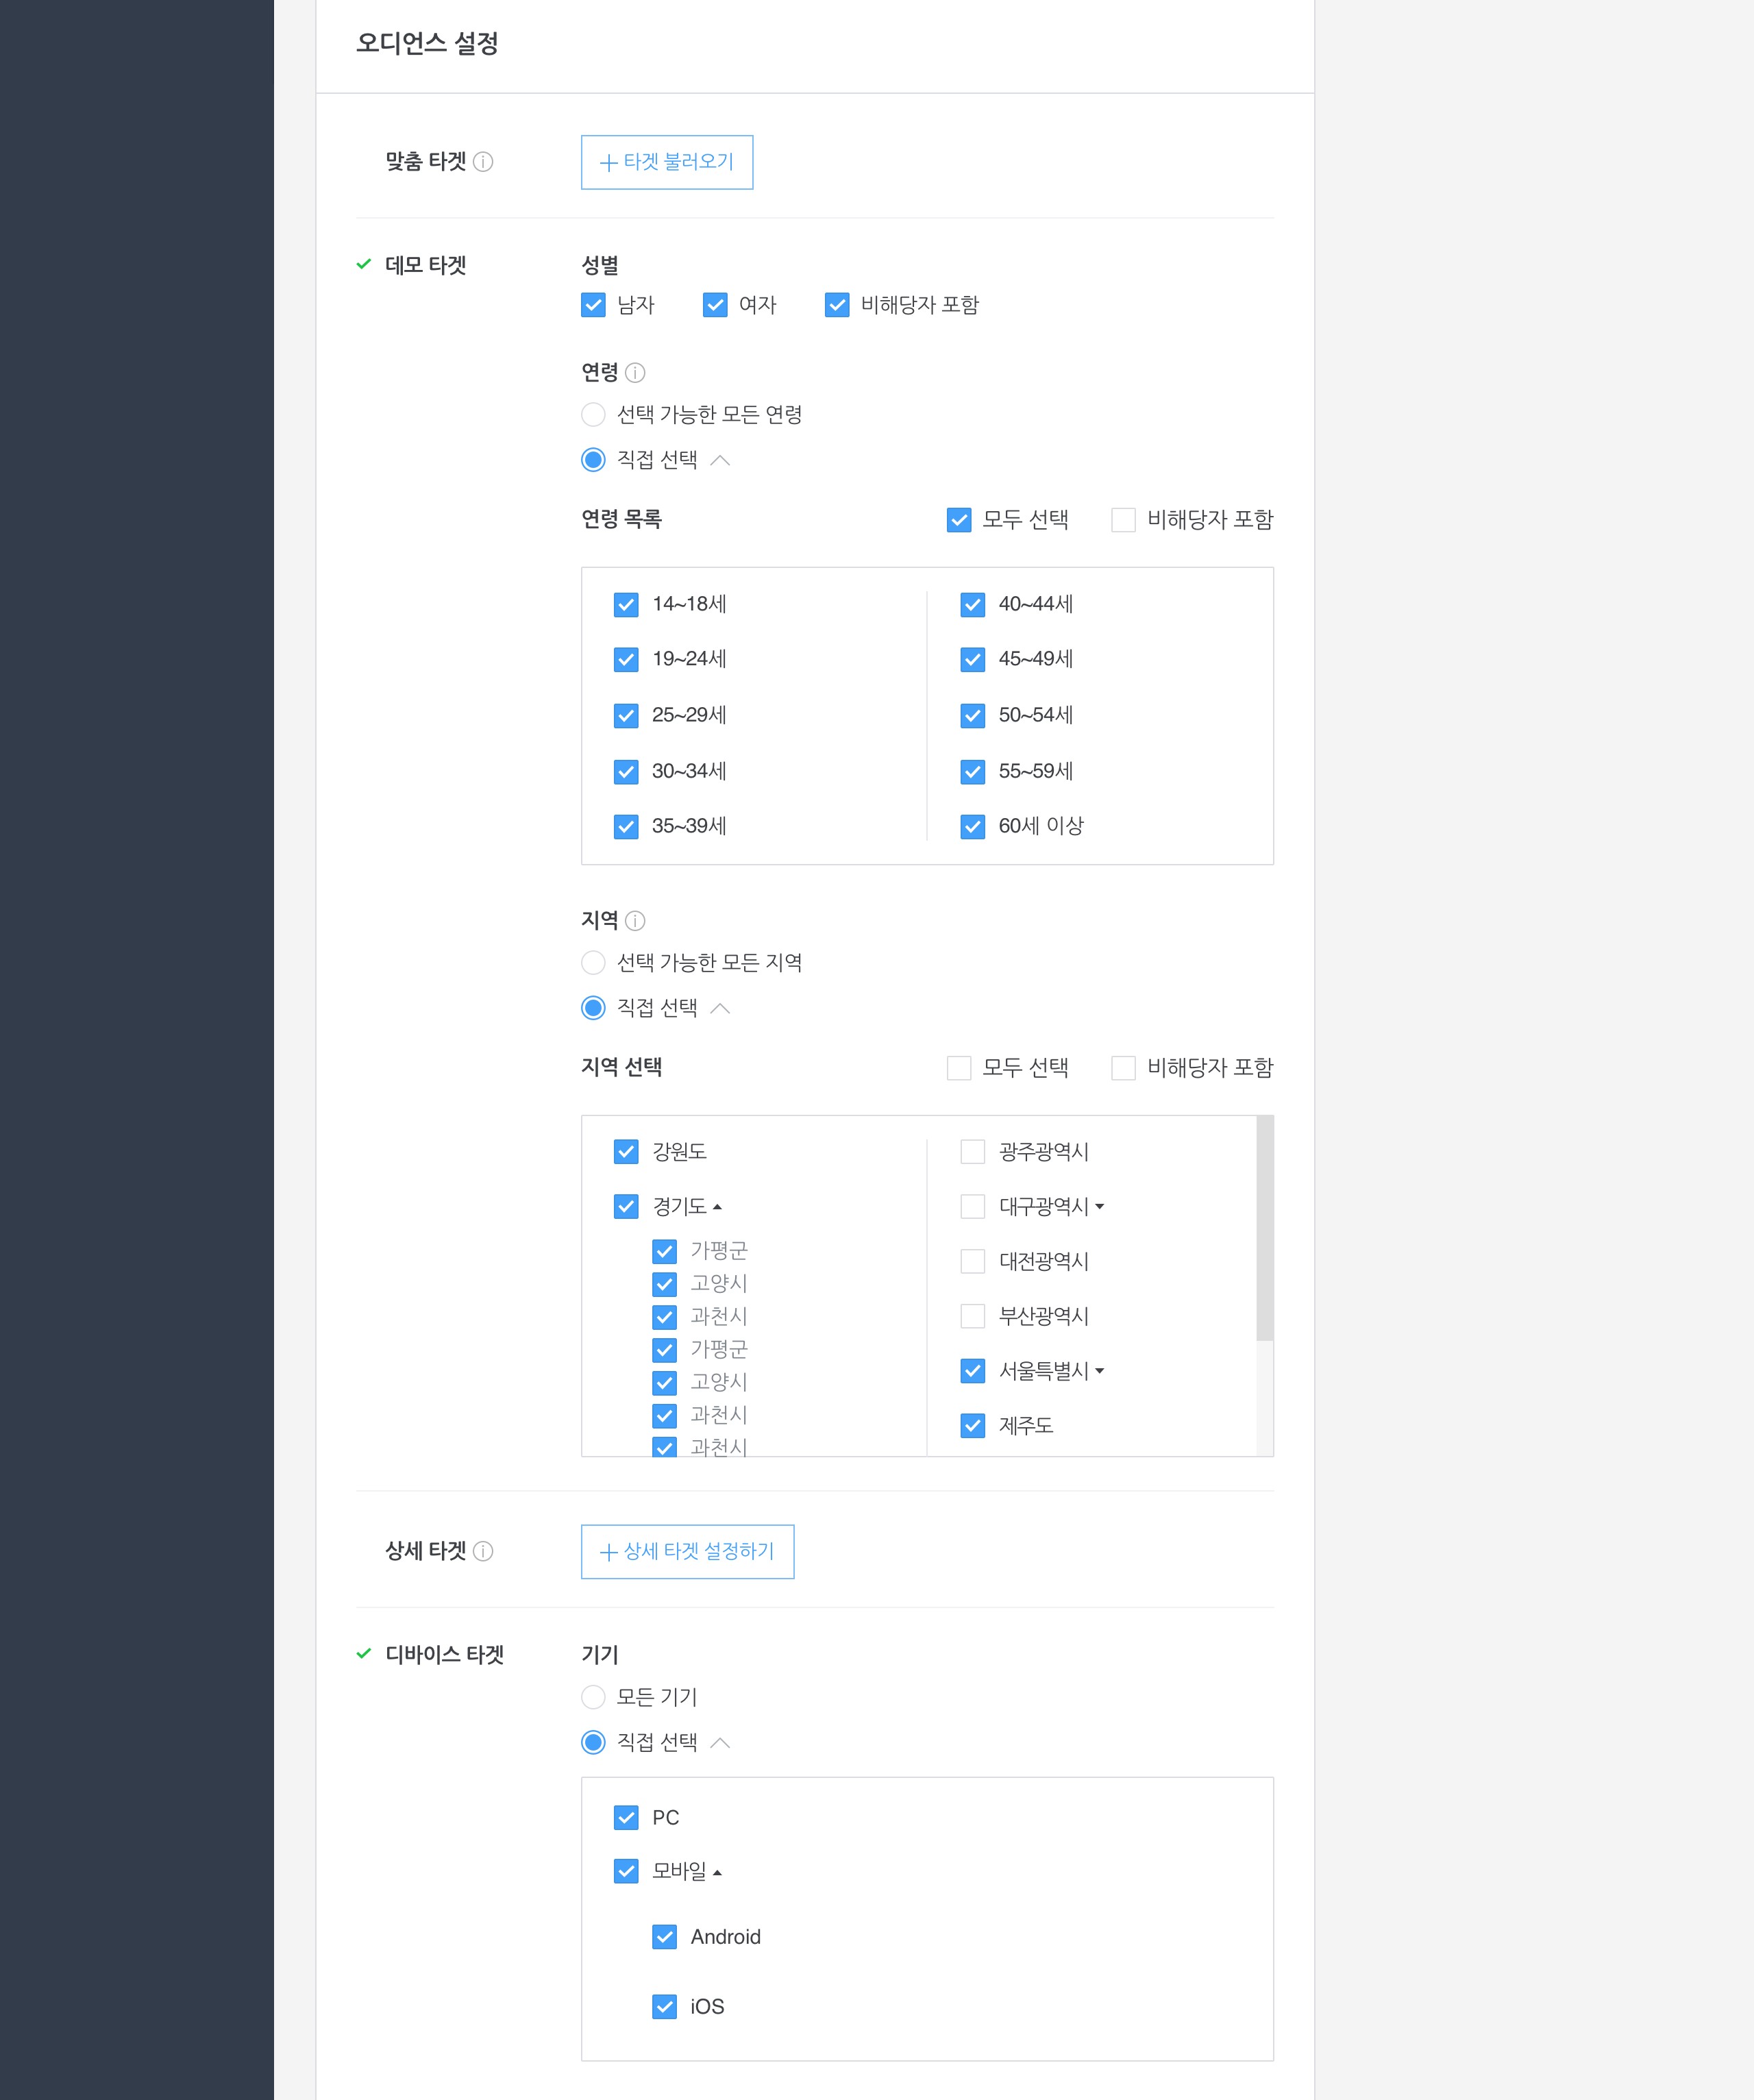 오디언스 설정
맞춤 타겟
타겟 불러오기
데모 타겟
성별
남자 여자 비해당자 포함
연령
선택 가능한 모든 연령
직접 선택
연령 목록 모두 선택 비해당자 포함
14~18세 40~44세
19~24세 45~49세
25~29세 50~54세
30~34세 55~59세
35~39세 60세 이상
지역
선택 가능한 모든 지역
직접 선택
지역 선택 모두 선택 비해당자 포함
강원도
경기도
가평군
고양시
과천시
가평군
고양시
과천시
과천시
광주광역시
대구광역시
대전광역시
부산광역시
서울특별시
제주도
상세 타겟
상세 타겟 설정하기
디바이스 타겟
기기
모든 기기
직접 선택
PC
모바일
Android
iOS